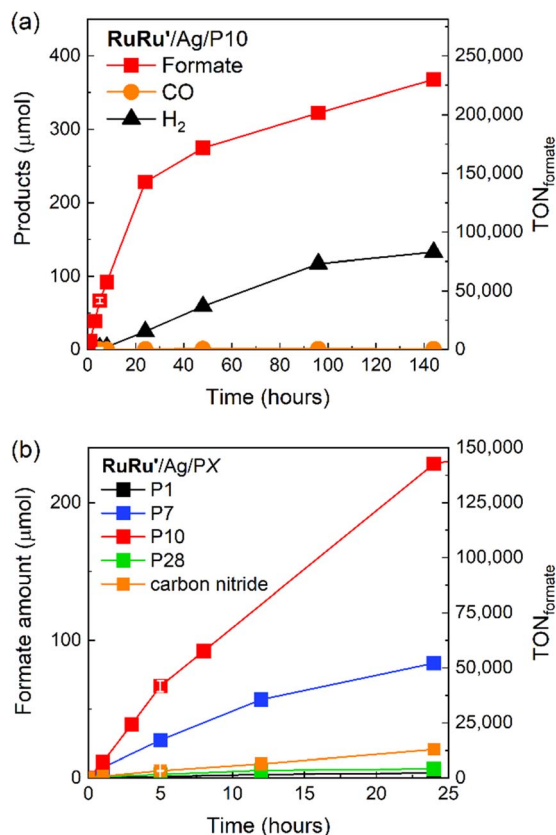 (a)
RuRu'/Ag/P10
Formate
CO
H₂
400
300
200
100
0
Products (μmol)
250,000
200,000
150,000
100,000
50,000
0
TONformate
0 20 40 60 80 100 120 140
Time (hours)
(b)
RuRu'/Ag/PX
P1
P7
P10
P28
carbon nitride
200
100
0
Formate amount (μmol)
150,000
125,000
100,000
75,000
50,000
25,000
0
TONformate
0 5 10 15 20 25
Time (hours)